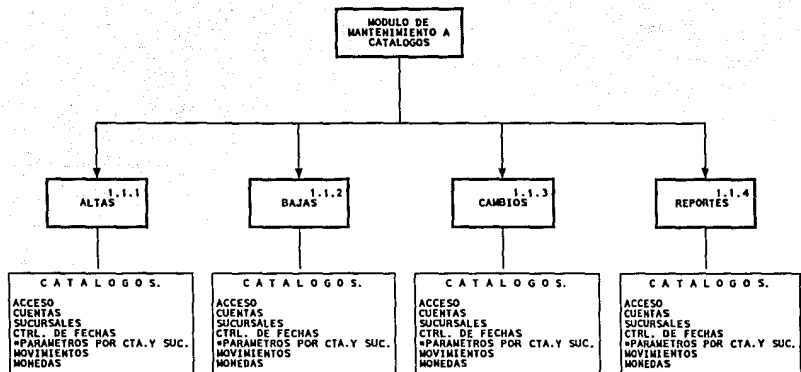 MODULO DE
MANTENIMIENTO A
CATALOGOS
1.1.1
ALTAS
1.1.2
BAJAS
1.1.3
CAMBIOS
1.1.4
REPORTES
C A T A L O G O S.
ACCESO
CUENTAS
SUCURSALES
CTRL. DE FECHAS
*PARAMETROS POR CTA.Y SUC.
MOVIMIENTOS
MONEDAS
C A T A L O G O S.
ACCESO
CUENTAS
SUCURSALES
CTRL. DE FECHAS
*PARAMETROS POR CTA.Y SUC.
MOVIMIENTOS
MONEDAS
C A T A L O G O S.
ACCESO
CUENTAS
SUCURSALES
CTRL. DE FECHAS
*PARAMETROS POR CTA.Y SUC.
MOVIMIENTOS
MONEDAS
C A T A L O G O S.
ACCESO
CUENTAS
SUCURSALES
CTRL. DE FECHAS
*PARAMETROS POR CTA.Y SUC.
MOVIMIENTOS
MONEDAS